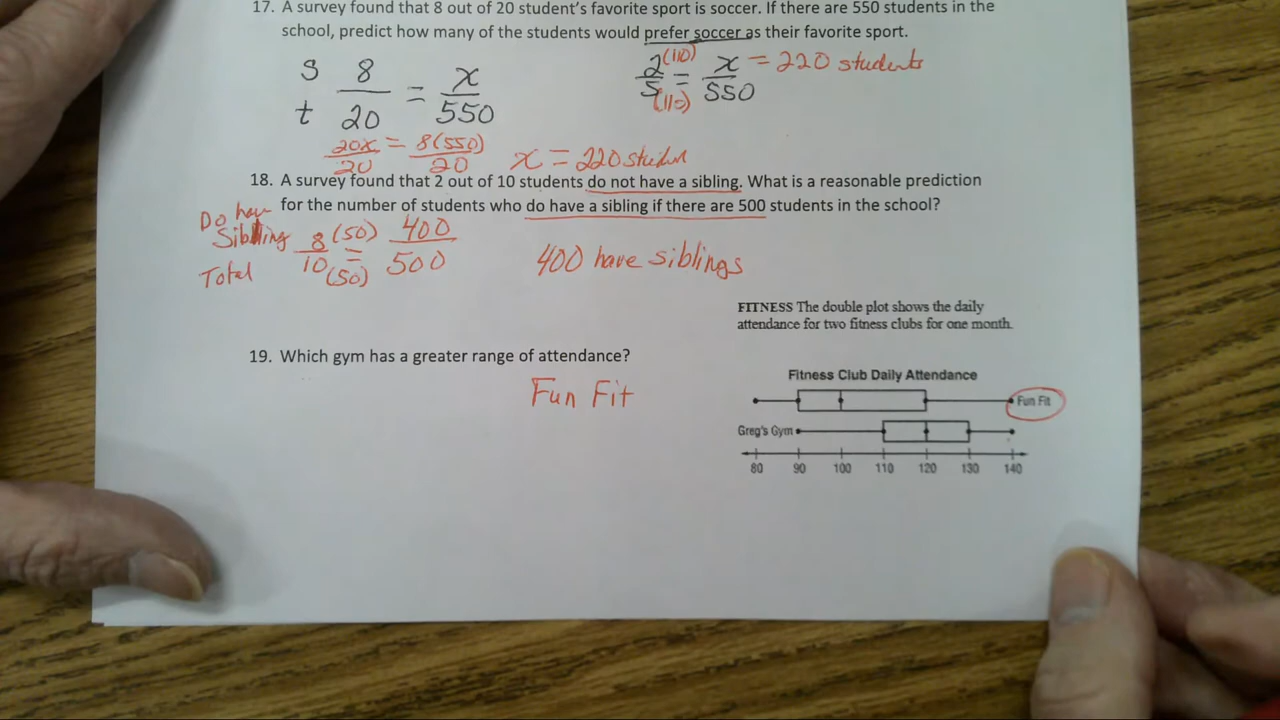 17. A survey found that 8 out of 20 student's favorite sport is soccer. If there are 550 students in the
school, predict how many of the students would prefer soccer as their favorite sport.
S 8 = x
t 20 550
2 (110) = x = 220 students
5 (110) 550
20x = 8(550)
20 20
x = 220 studen
18. A survey found that 2 out of 10 students do not have a sibling. What is a reasonable prediction
for the number of students who do have a sibling if there are 500 students in the school?
Do have
Sibling 8 (50) = 400
Total 10 (50) 500
400 have siblings
FITNESS The double plot shows the daily
attendance for two fitness clubs for one month.
19. Which gym has a greater range of attendance?
Fun Fit
Fitness Club Daily Attendance
Fun Fit
Greg's Gym
80 90 100 110 120 130 140